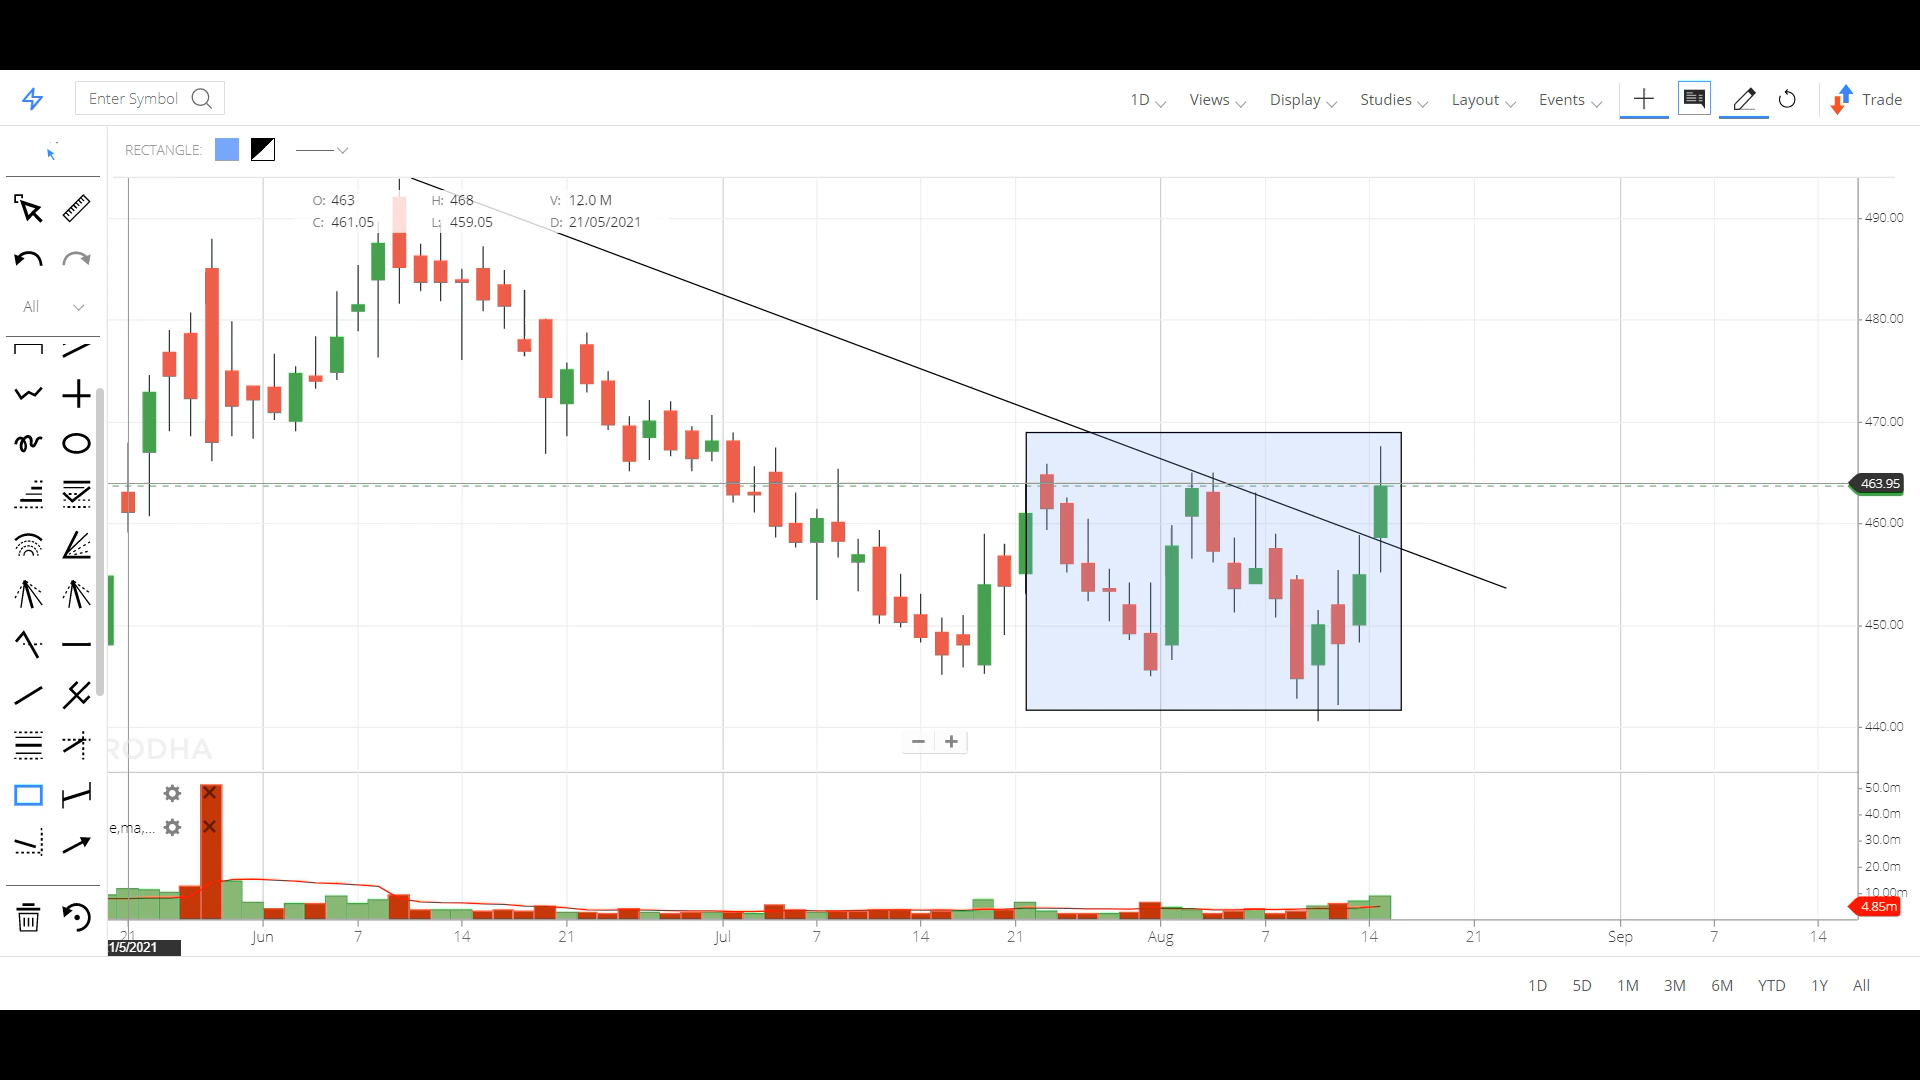 Enter Symbol
1D Views Display Studies Layout Events Trade
RECTANGLE:
O: 463 H: 468 V: 12.0 M
C: 461.05 L: 459.05 D: 21/05/2021
All
490.00
480.00
470.00
463.95
460.00
450.00
440.00
RODHA
50.0m
40.0m
e,ma,...
30.0m
20.0m
10.00m
4.85m
21 Jun 7 14 21 Jul 7 14 21 Aug 7 14 21 Sep 7 14
1/5/2021
1D 5D 1M 3M 6M YTD 1Y All